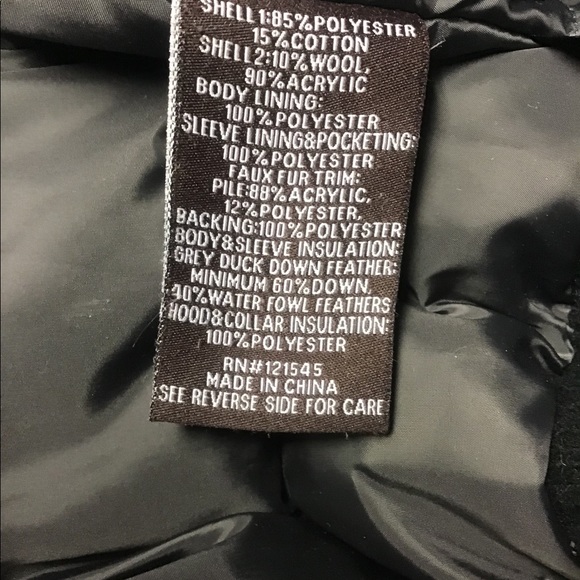 SHELL 1:85% POLYESTER
15% COTTON
SHELL 2:10% WOOL,
90% ACRYLIC
BODY LINING:
100% POLYESTER
SLEEVE LINING&POCKETING:
100% POLYESTER
FAUX FUR TRIM:
PILE:88% ACRYLIC,
12% POLYESTER,
BACKING:100% POLYESTER
BODY&SLEEVE INSULATION:
GREY DUCK DOWN FEATHER:
MINIMUM 60% DOWN,
40% WATER FOWL FEATHERS
HOOD&COLLAR INSULATION:
100% POLYESTER
RN#121545
MADE IN CHINA
SEE REVERSE SIDE FOR CARE